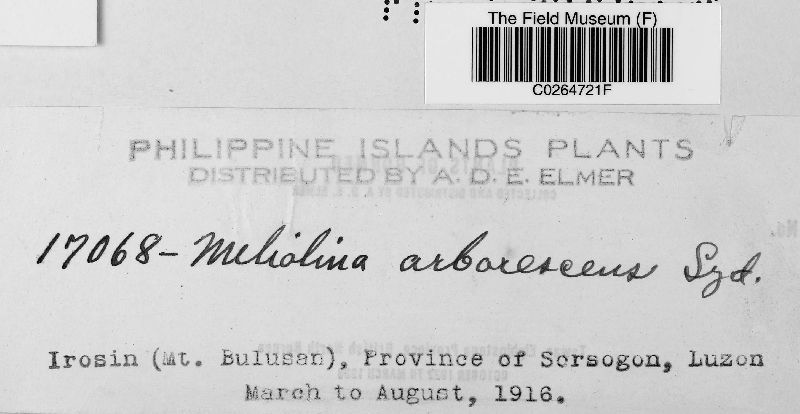 The Field Museum (F)
C0264721F
PHILIPPINE ISLANDS PLANTS
DISTRIBUTED BY A. D. E. ELMER
17068- Meliolina arborescens Syd.
Irosin (Mt. Bulusan), Province of Sorsogon, Luzon
March to August, 1916.